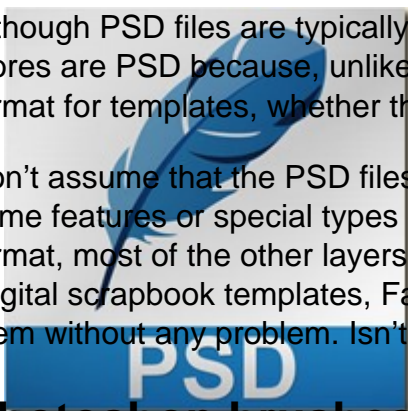 though PSD files are typically
ores are PSD because, unlike
rmat for templates, whether th
on't assume that the PSD files
me features or special types
rmat, most of the other layers
igital scrapbook templates, Fa
em without any problem. Isn't
PSD